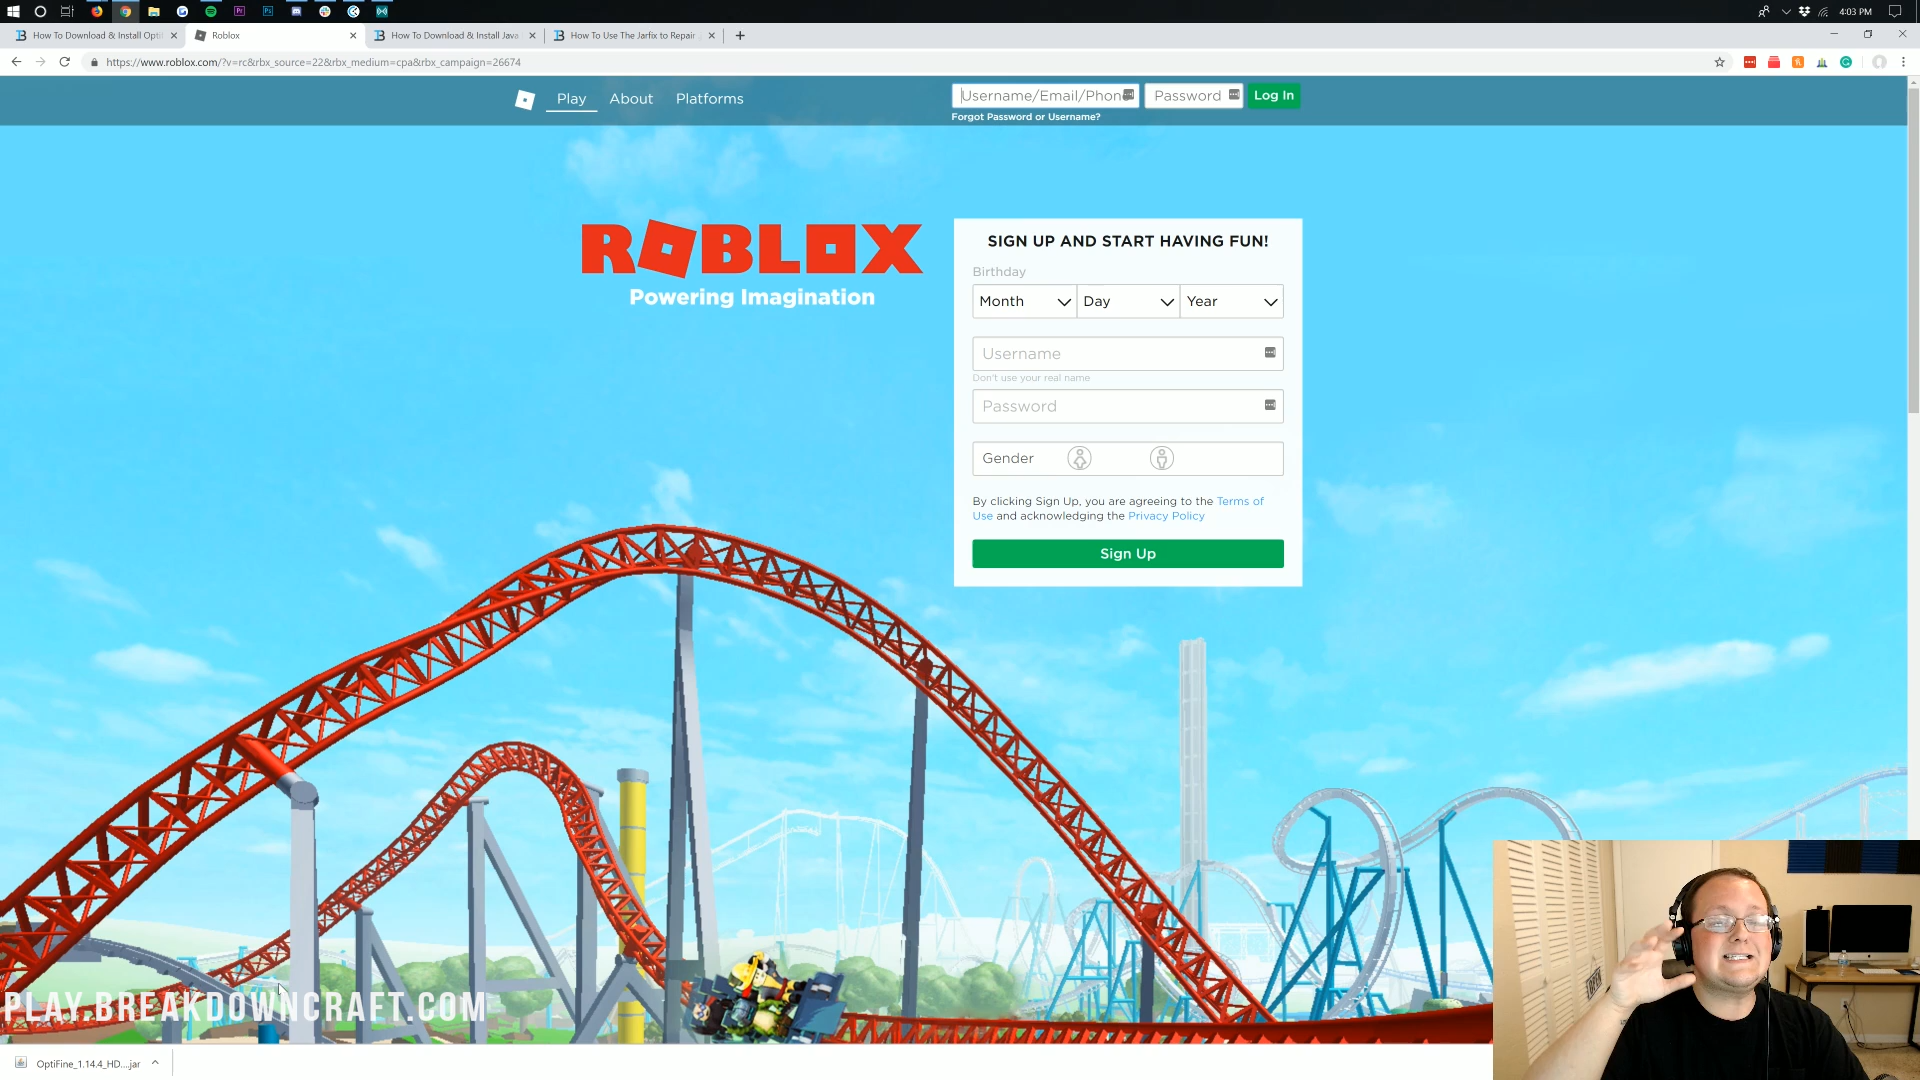 4:03 PM
How To Download & Install Opti
Roblox
How To Download & Install Java
How To Use The Jarfix to Repair
https://www.roblox.com/?v=rc&rbx_source=22&rbx_medium=cpa&rbx_campaign=26674
Play
About
Platforms
Username/Email/Phon
Password
Log In
Forgot Password or Username?
ROBLOX
Powering Imagination
SIGN UP AND START HAVING FUN!
Birthday
Month
Day
Year
Username
Don't use your real name
Password
Gender
By clicking Sign Up, you are agreeing to the Terms of
Use and acknowledging the Privacy Policy
Sign Up
PLAY.BREAKDOWNCRAFT.COM
OptiFine_1.14.4_HD....jar